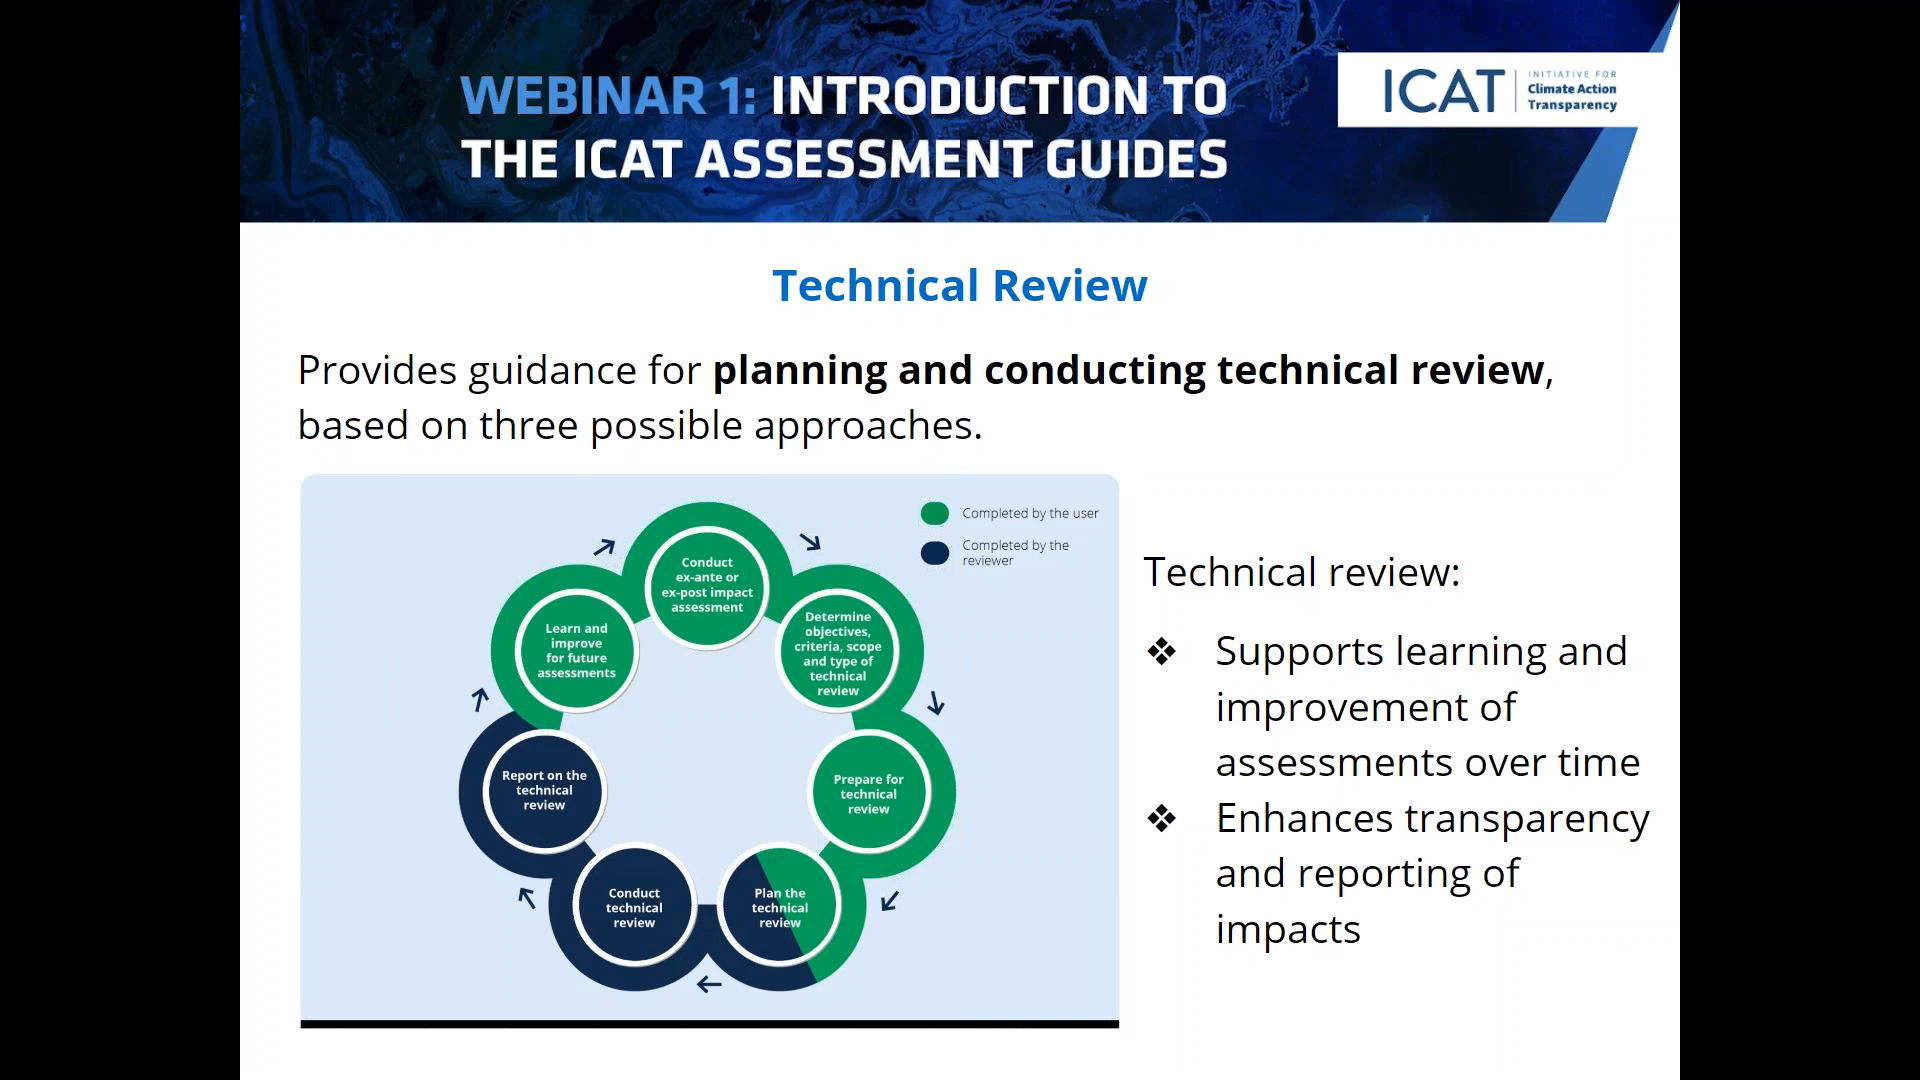 WEBINAR 1: INTRODUCTION TO
THE ICAT ASSESSMENT GUIDES
ICAT
INITIATIVE FOR
Climate Action
Transparency
Technical Review
Provides guidance for planning and conducting technical review,
based on three possible approaches.
Completed by the user
Completed by the
reviewer
Conduct
ex-ante or
ex-post impact
assessment
Determine
objectives,
criteria, scope
and type of
technical
review
Prepare for
technical
review
Plan the
technical
review
Conduct
technical
review
Report on the
technical
review
Learn and
improve
for future
assessments
Technical review:
❖ Supports learning and
improvement of
assessments over time
❖ Enhances transparency
and reporting of
impacts